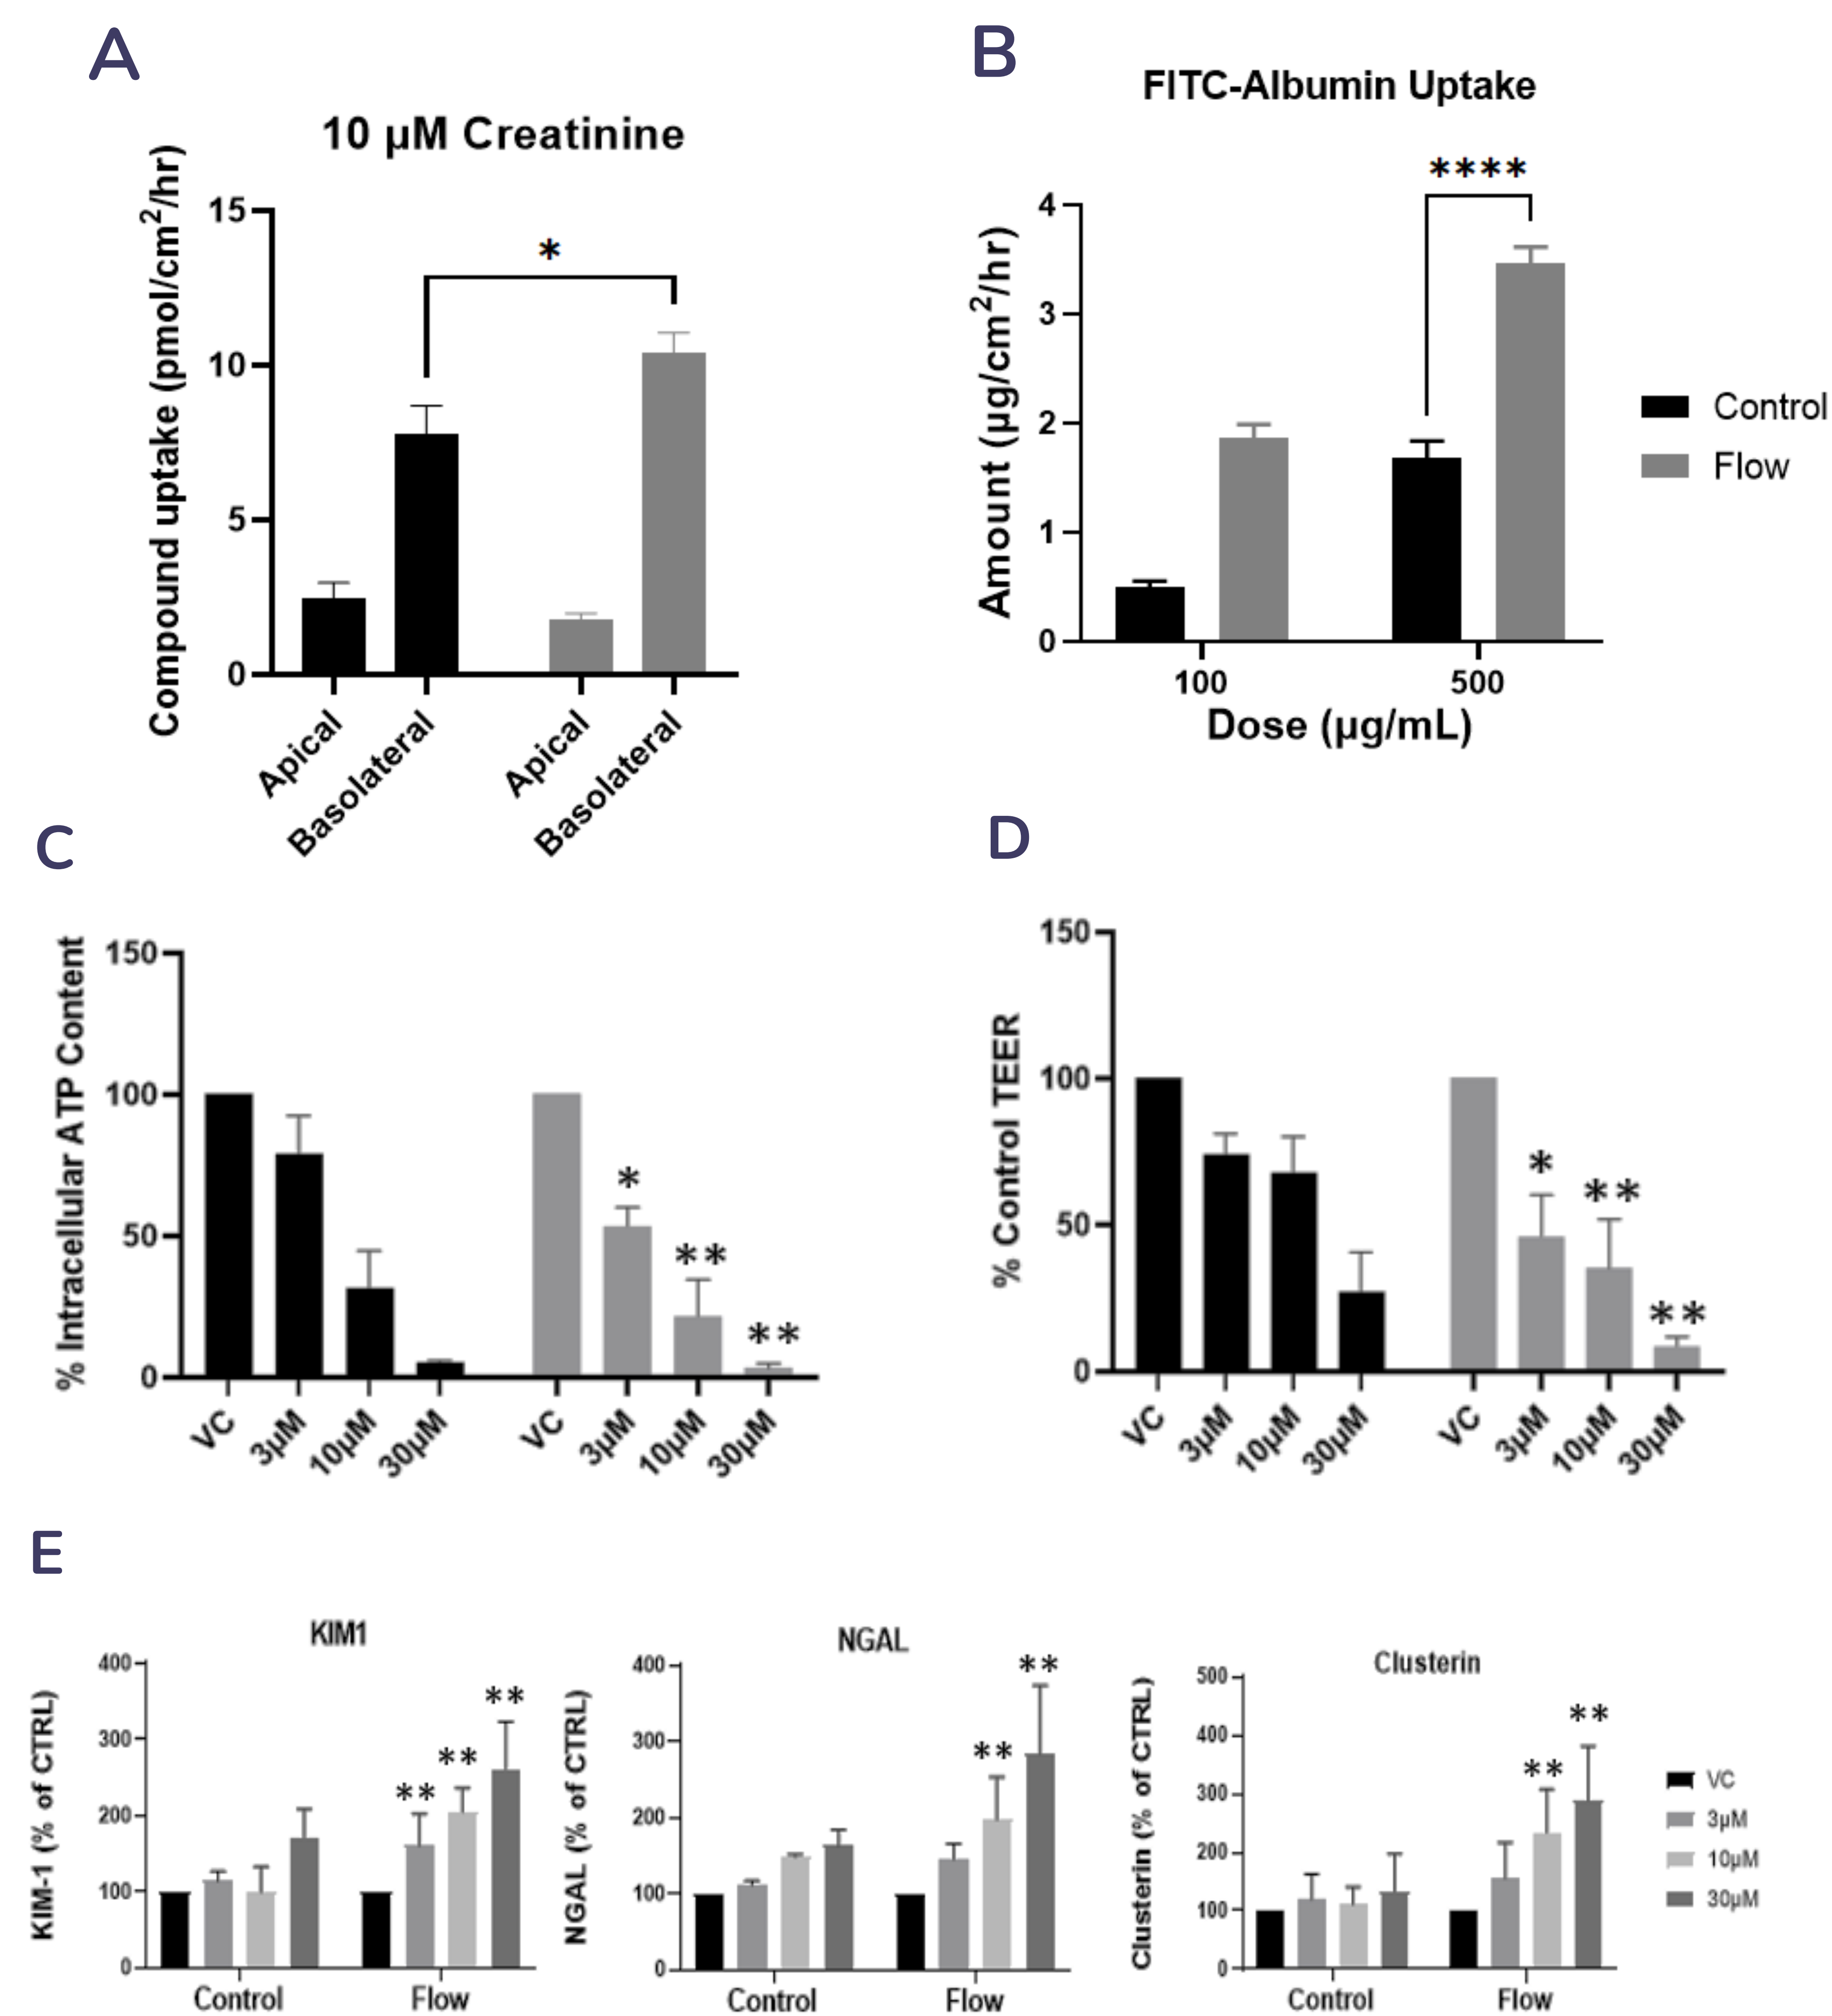 A
10 µM Creatinine
Compound uptake (pmol/cm²/hr)
15
10
5
0
*
Apical
Basolateral
Apical
Basolateral
B
FITC-Albumin Uptake
Amount (µg/cm²/hr)
4
3
2
1
0
****
100
500
Dose (µg/mL)
Control
Flow
C
% Intracellular ATP Content
150
100
50
0
*
**
**
VC
3µM
10µM
30µM
VC
3µM
10µM
30µM
D
% Control TEER
150
100
50
0
*
**
**
VC
3µM
10µM
30µM
VC
3µM
10µM
30µM
E
KIM1
KIM-1 (% of CTRL)
400
300
200
100
0
**
**
**
Control
Flow
NGAL
NGAL (% of CTRL)
400
300
200
100
0
**
**
Control
Flow
Clusterin
Clusterin (% of CTRL)
500
400
300
200
100
0
**
**
Control
Flow
VC
3µM
10µM
30µM